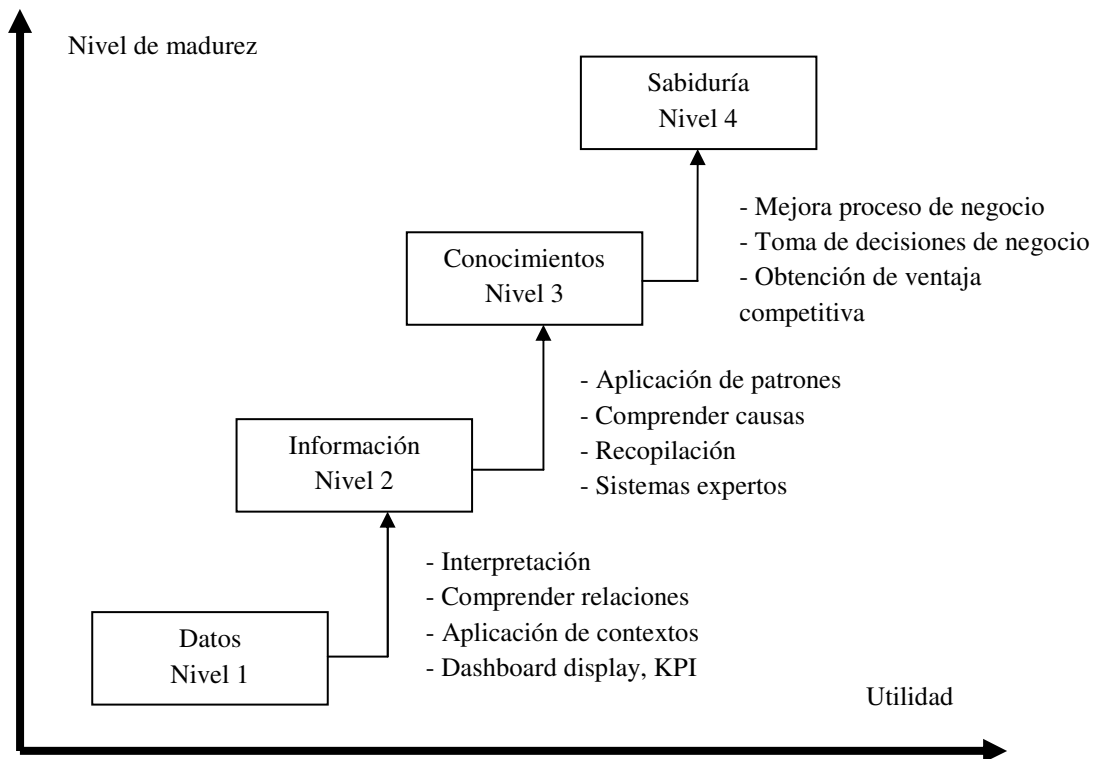 Nivel de madurez
Sabiduría
Nivel 4
- Mejora proceso de negocio
- Toma de decisiones de negocio
- Obtención de ventaja
competitiva
Conocimientos
Nivel 3
- Aplicación de patrones
- Comprender causas
- Recopilación
- Sistemas expertos
Información
Nivel 2
- Interpretación
- Comprender relaciones
- Aplicación de contextos
- Dashboard display, KPI
Datos
Nivel 1
Utilidad